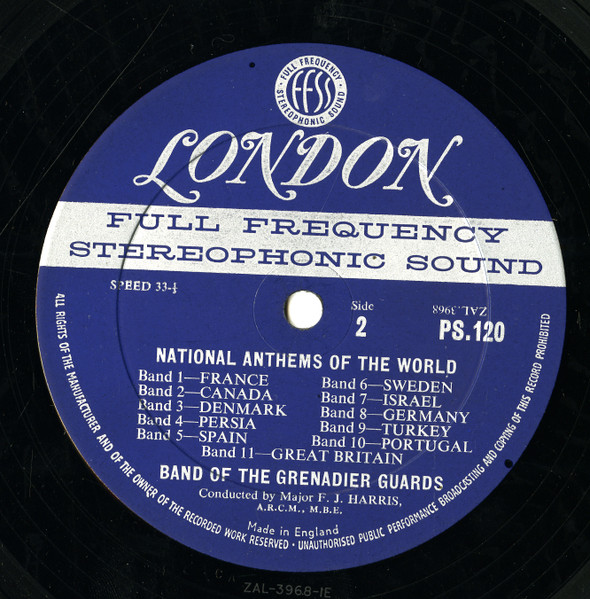 · FULL FREQUENCY ·
FFSS
STEREOPHONIC SOUND
LONDON
FULL FREQUENCY
STEREOPHONIC SOUND
SPEED 33-⅓
Side
2
ZAL.3968
PS.120
NATIONAL ANTHEMS OF THE WORLD
Band 1—FRANCE
Band 2—CANADA
Band 3—DENMARK
Band 4—PERSIA
Band 5—SPAIN
Band 6—SWEDEN
Band 7—ISRAEL
Band 8—GERMANY
Band 9—TURKEY
Band 10—PORTUGAL
Band 11—GREAT BRITAIN
BAND OF THE GRENADIER GUARDS
Conducted by Major F. J. HARRIS,
A.R.C.M., M.B.E.
Made in England
ALL RIGHTS OF THE MANUFACTURER AND OF THE OWNER OF THE RECORDED WORK RESERVED · UNAUTHORISED PUBLIC PERFORMANCE BROADCASTING AND COPYING OF THIS RECORD PROHIBITED
ZAL-3968-1E